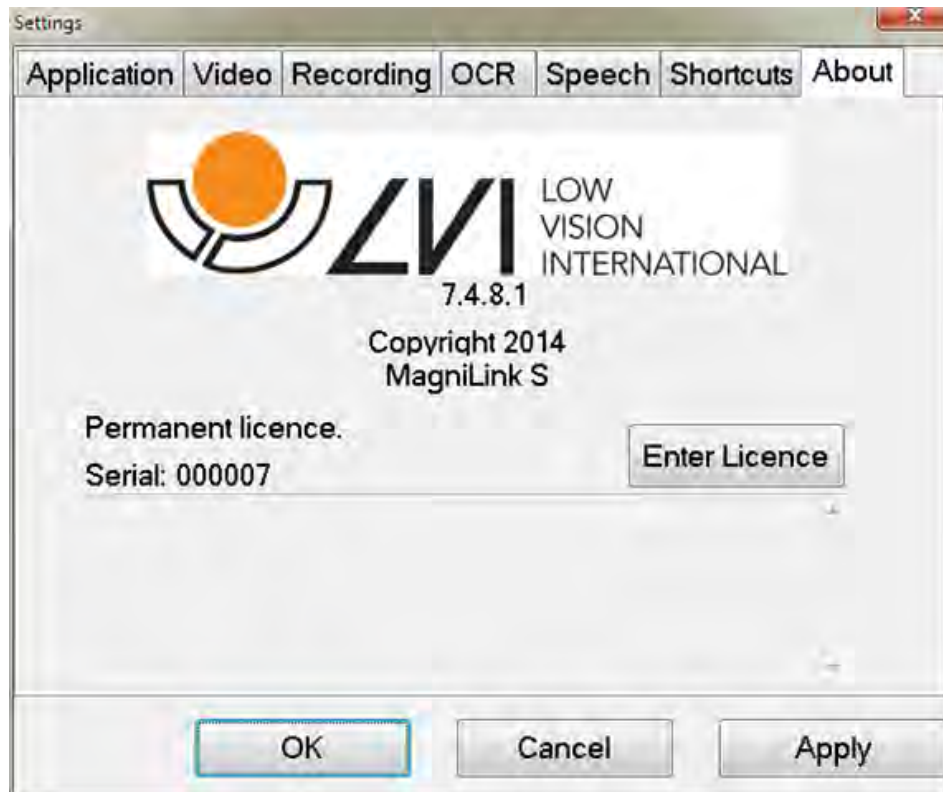 Settings
Application Video Recording OCR Speech Shortcuts About
LVI
LOW
VISION
INTERNATIONAL
7.4.8.1
Copyright 2014
MagniLink S
Permanent licence.
Serial: 000007
Enter Licence
OK Cancel Apply